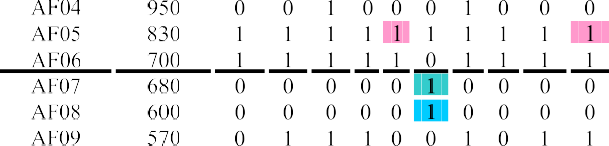 AF04 950 0 0 1 0 0 0 1 0 0 0
AF05 830 1 1 1 1 1 1 1 1 1 1
AF06 700 1 1 1 1 1 0 1 1 1 1
AF07 680 0 0 0 0 0 1 0 0 0 0
AF08 600 0 0 0 0 0 1 0 0 0 0
AF09 570 0 1 1 1 0 0 1 0 1 1